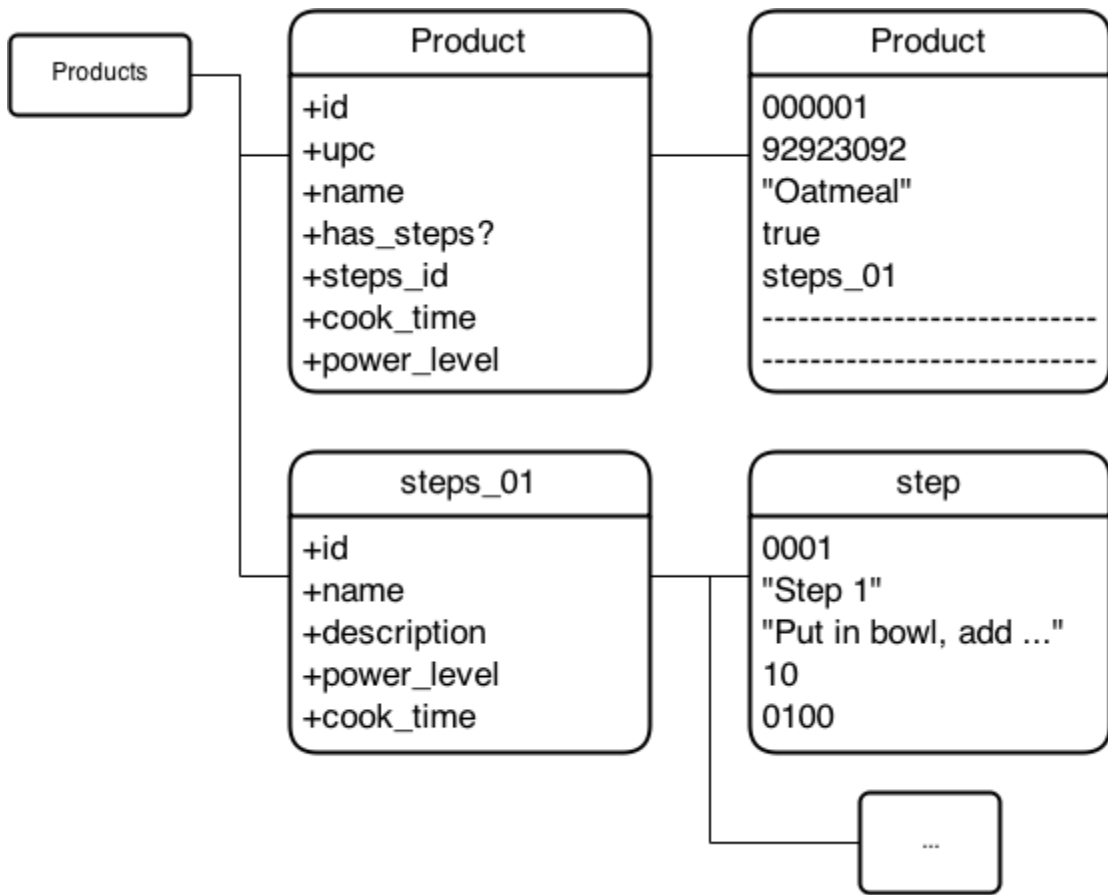 Products
Product
+id
+upc
+name
+has_steps?
+steps_id
+cook_time
+power_level
Product
000001
92923092
"Oatmeal"
true
steps_01
----------------------------
----------------------------
steps_01
+id
+name
+description
+power_level
+cook_time
step
0001
"Step 1"
"Put in bowl, add ..."
10
0100
...